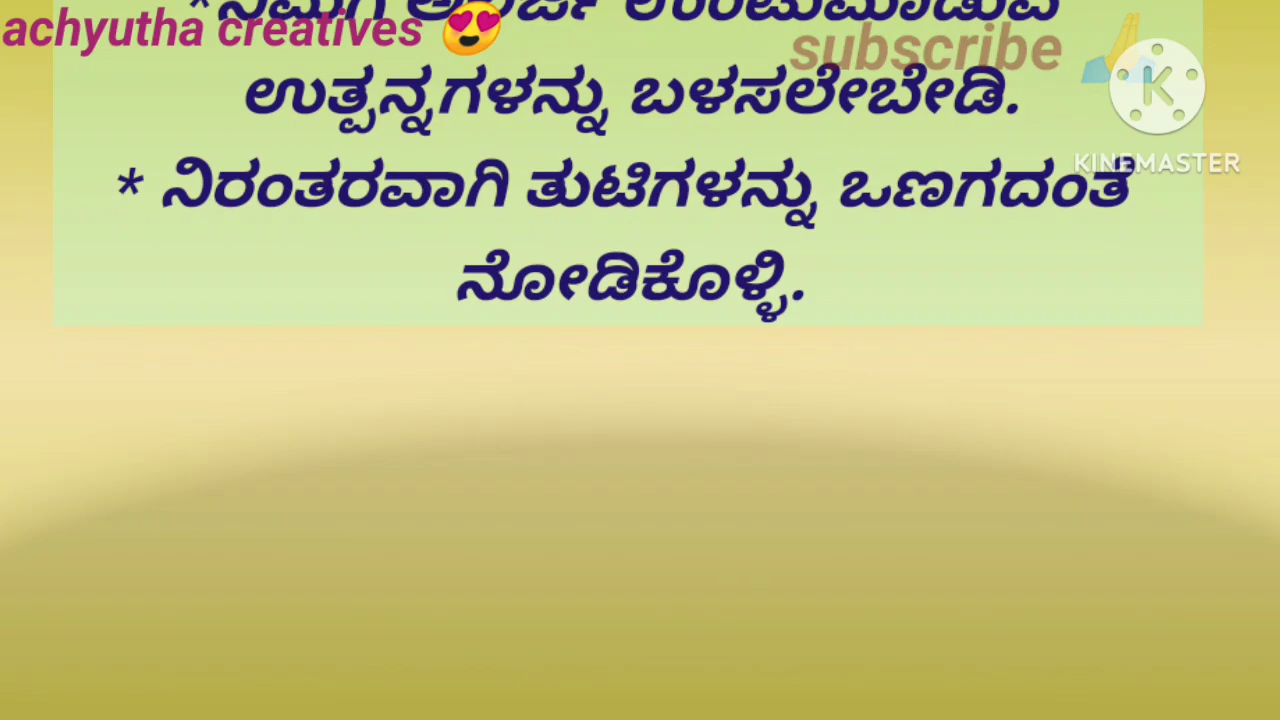 achyutha creatives 😍
subscribe 🙏
KINEMASTER
ಉತ್ಪನ್ನಗಳನ್ನು ಬಳಸಲೇಬೇಡಿ.
* ನಿರಂತರವಾಗಿ ತುಟಿಗಳನ್ನು ಒಣಗದಂತೆ
ನೋಡಿಕೊಳ್ಳಿ.